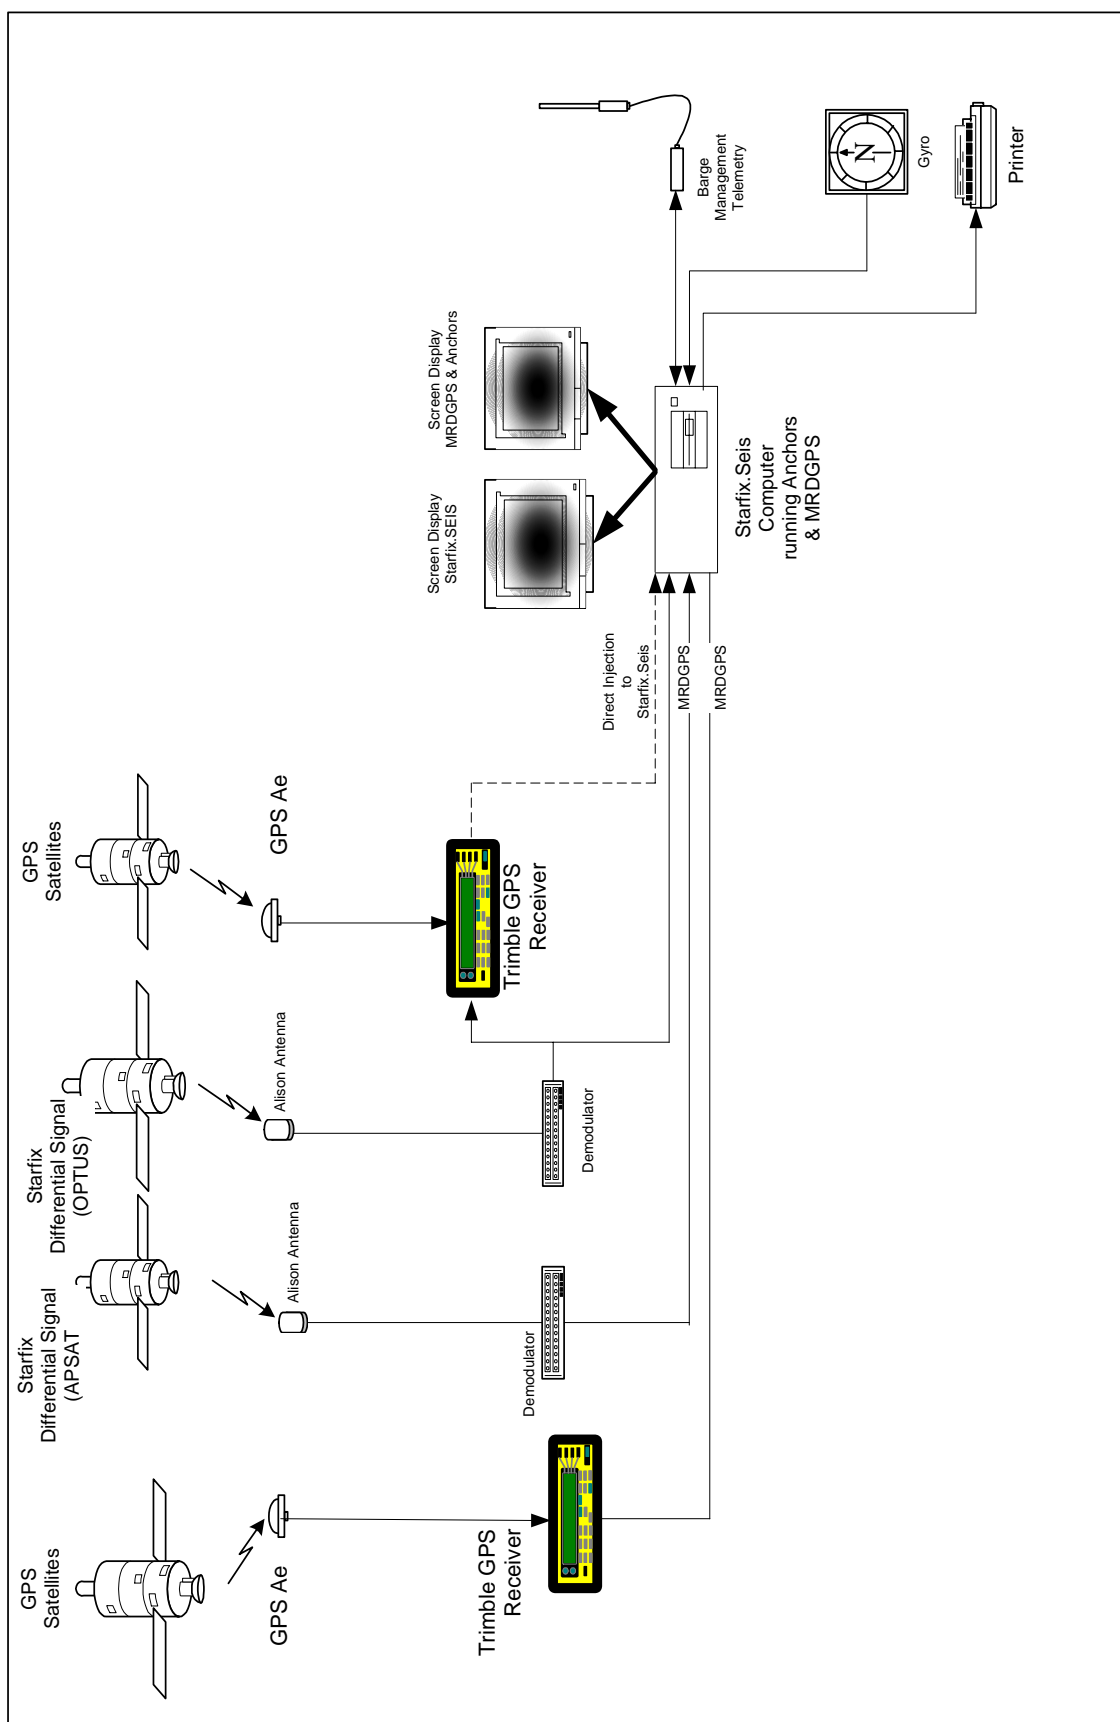 GPS
Satellites
Starfix
Differential Signal
(APSAT)
Starfix
Differential Signal
(OPTUS)
GPS
Satellites
GPS Ae
Alison Antenna
Alison Antenna
GPS Ae
Trimble GPS
Receiver
Demodulator
Demodulator
Trimble GPS
Receiver
Direct Injection
to
Starfix.Seis
MRDGPS
MRDGPS
Screen Display
Starfix.SEIS
Screen Display
MRDGPS & Anchors
Starfix.Seis
Computer
running Anchors
& MRDGPS
Barge
Management
Telemetry
N
Gyro
Printer